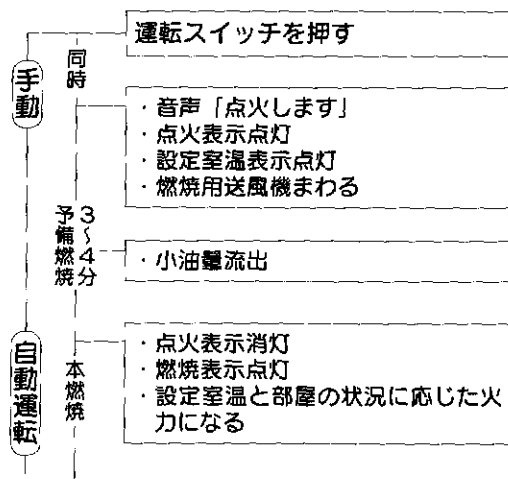 運転スイッチを押す
同時
手動
・音声「点火します」
・点火表示点灯
・設定室温表示点灯
・燃焼用送風機まわる
3〜4分
予備燃焼
・小油量流出
自動運転
本燃焼
・点火表示消灯
・燃焼表示点灯
・設定室温と部屋の状況に応じた火
力になる